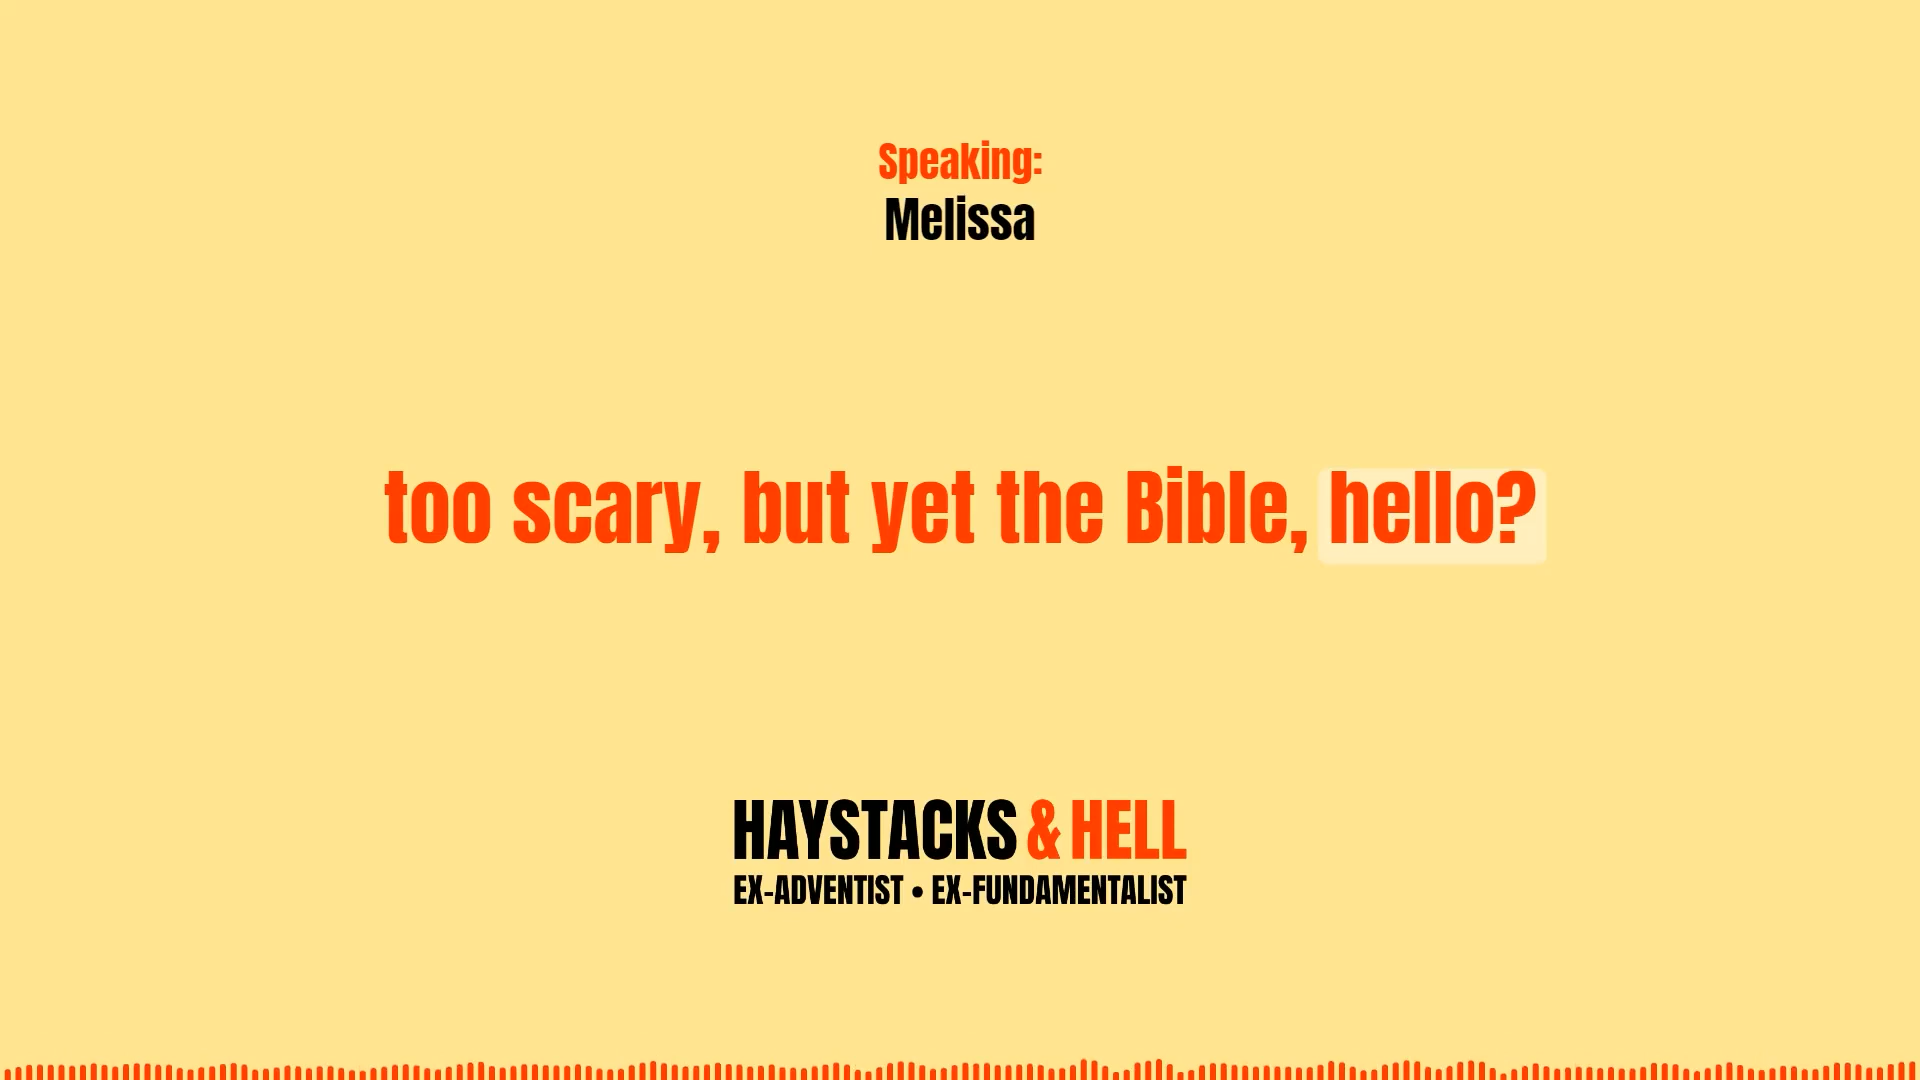 Speaking:
Melissa
too scary, but yet the Bible, hello?
HAYSTACKS & HELL
EX-ADVENTIST • EX-FUNDAMENTALIST